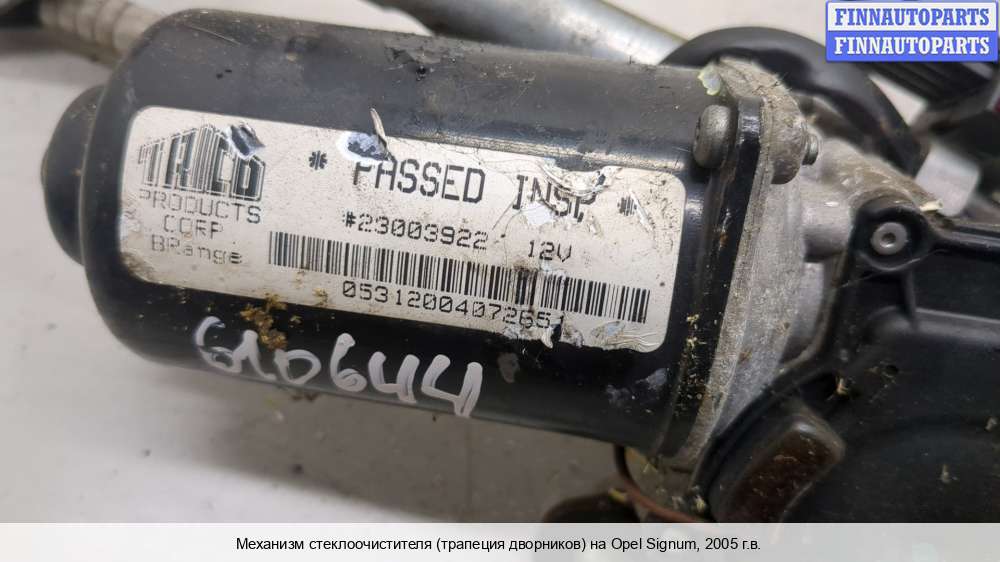 FINNAUTOPARTS
FINNAUTOPARTS
TRICO
PRODUCTS
CORP
BRange
* PASSED INSP *
#23003922 12V
05312004072651
610644
Механизм стеклоочистителя (трапеция дворников) на Opel Signum, 2005 г.в.